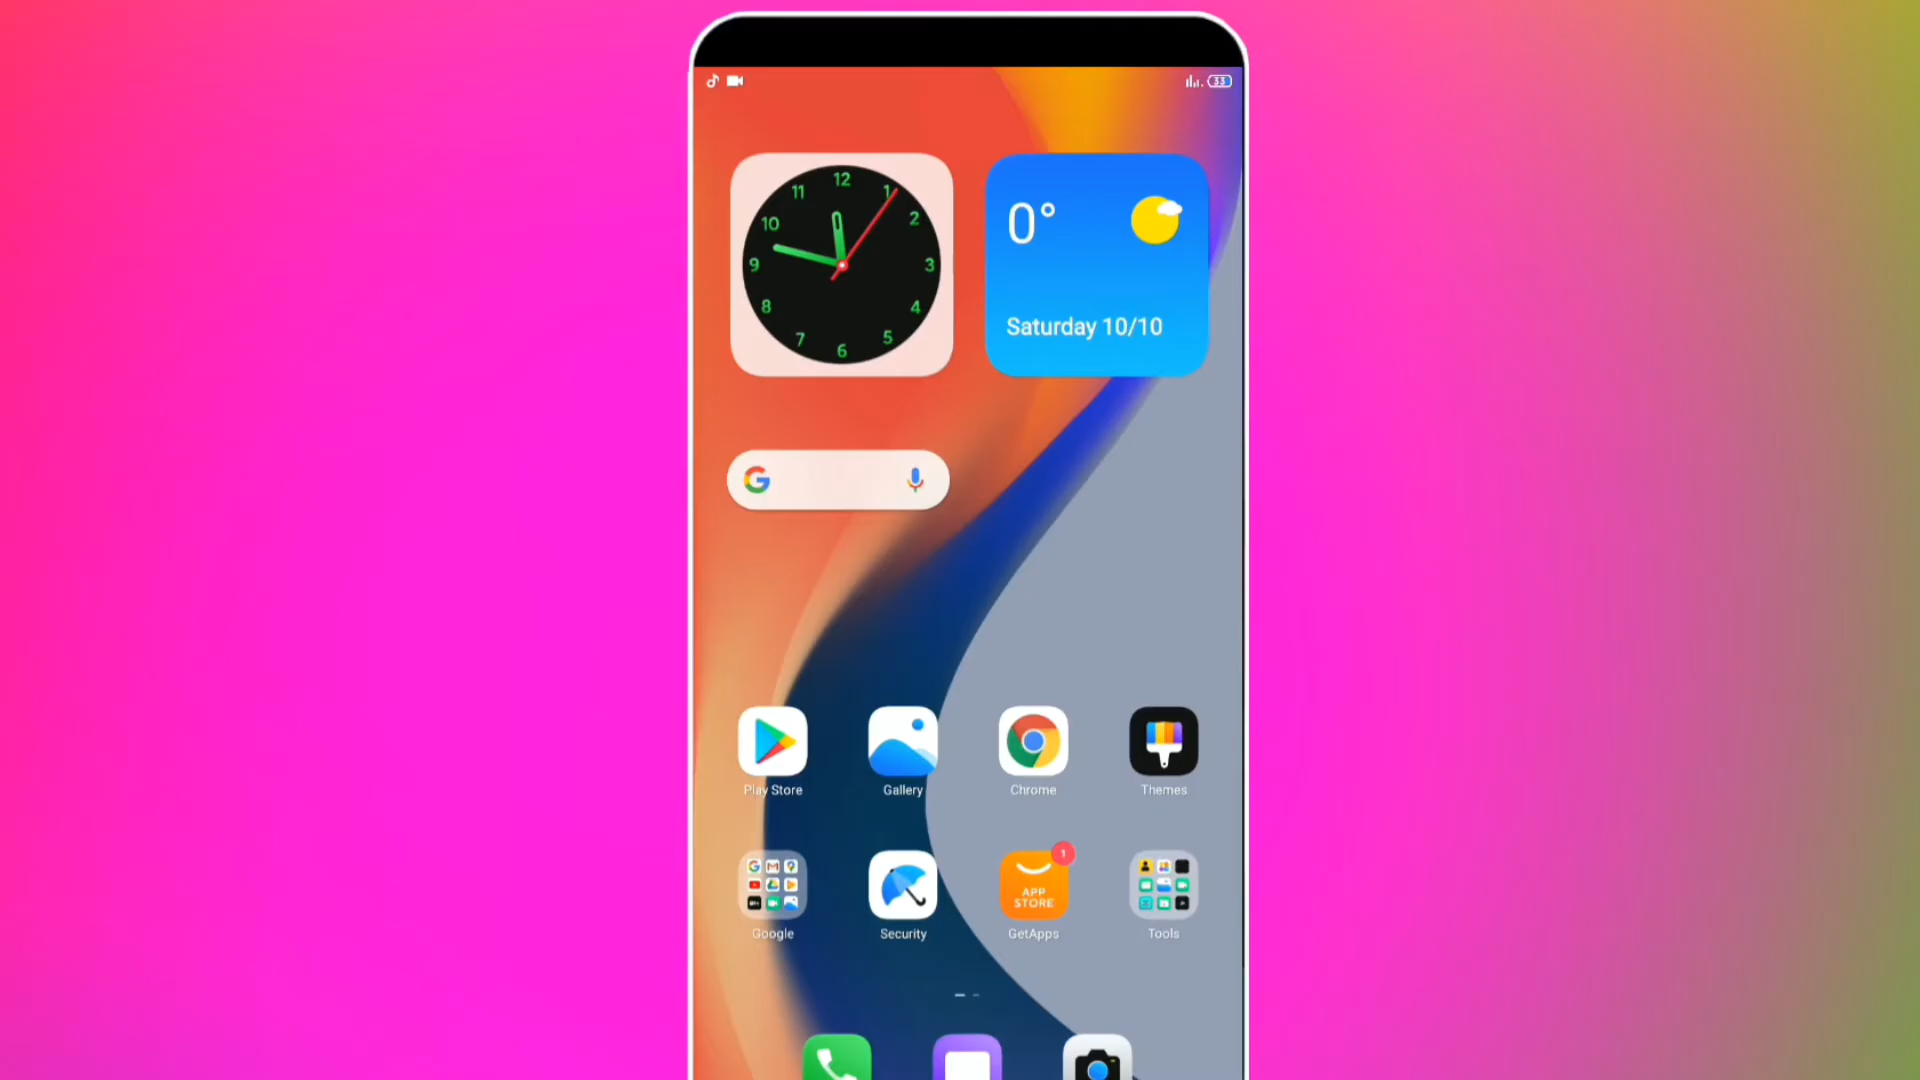 33
12
11
1
10
2
9
3
8
4
7
5
6
0°
Saturday 10/10
Play Store
Gallery
Chrome
Themes
1
APP
STORE
Google
Security
GetApps
Tools